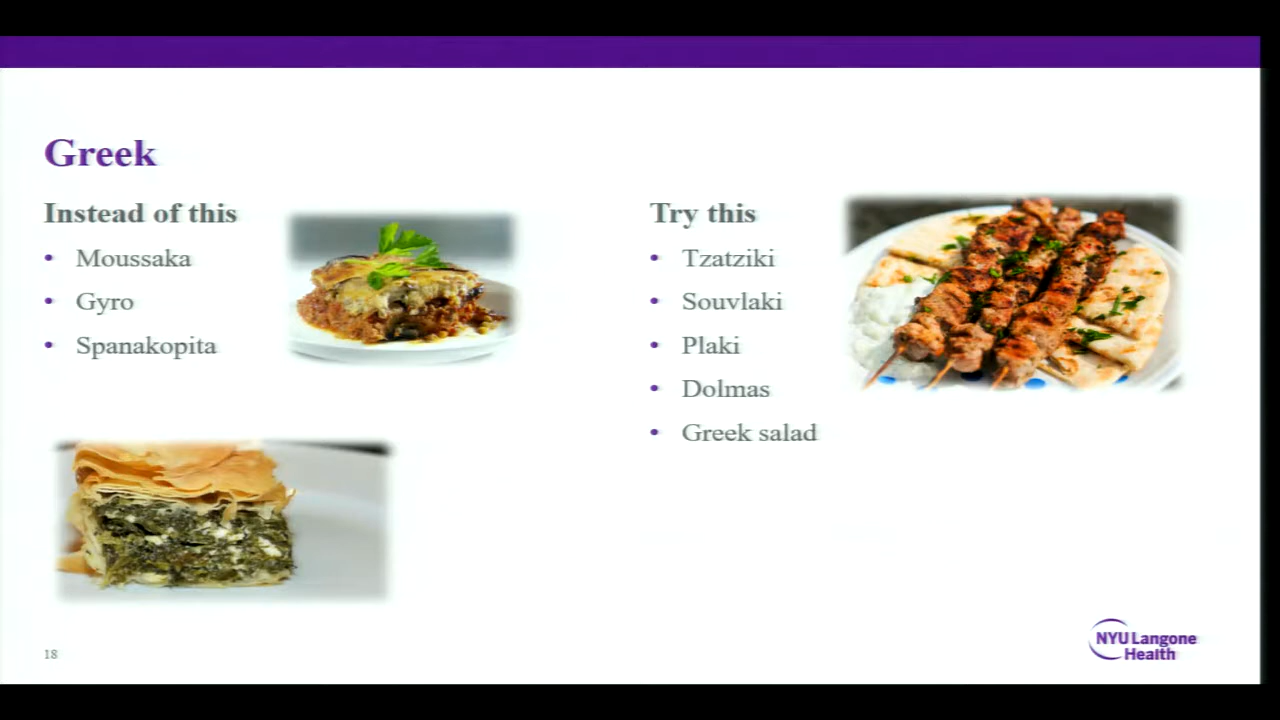 Greek
Instead of this
• Moussaka
• Gyro
• Spanakopita
Try this
• Tzatziki
• Souvlaki
• Plaki
• Dolmas
• Greek salad
18
NYU Langone
Health